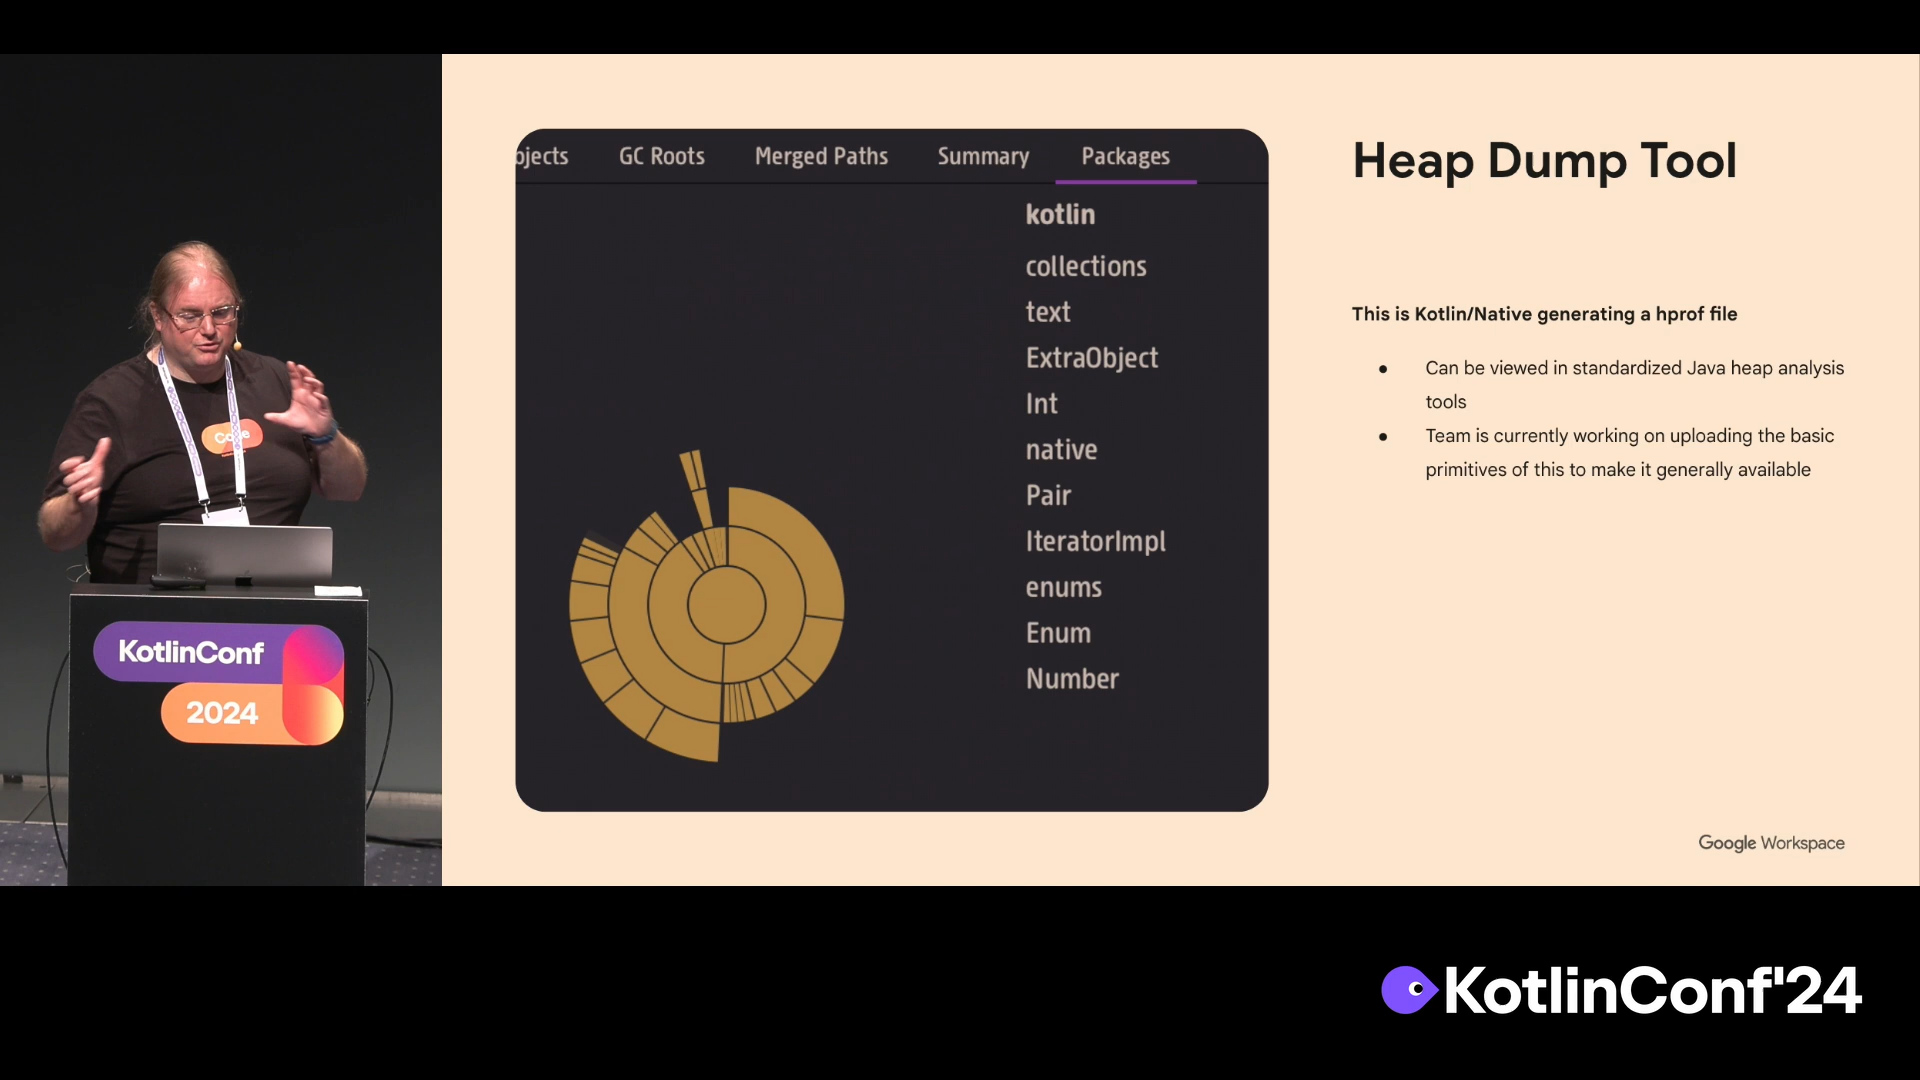 bjects GC Roots Merged Paths Summary Packages
kotlin
collections
text
ExtraObject
Int
native
Pair
IteratorImpl
enums
Enum
Number
Heap Dump Tool
This is Kotlin/Native generating a hprof file
● Can be viewed in standardized Java heap analysis
tools
● Team is currently working on uploading the basic
primitives of this to make it generally available
Google Workspace
KotlinConf
2024
KotlinConf'24